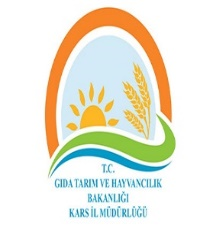 T.C.
GIDA TARIM VE HAYVANCILIK
BAKANLIĞI
KARS İL MÜDÜRLÜĞÜ